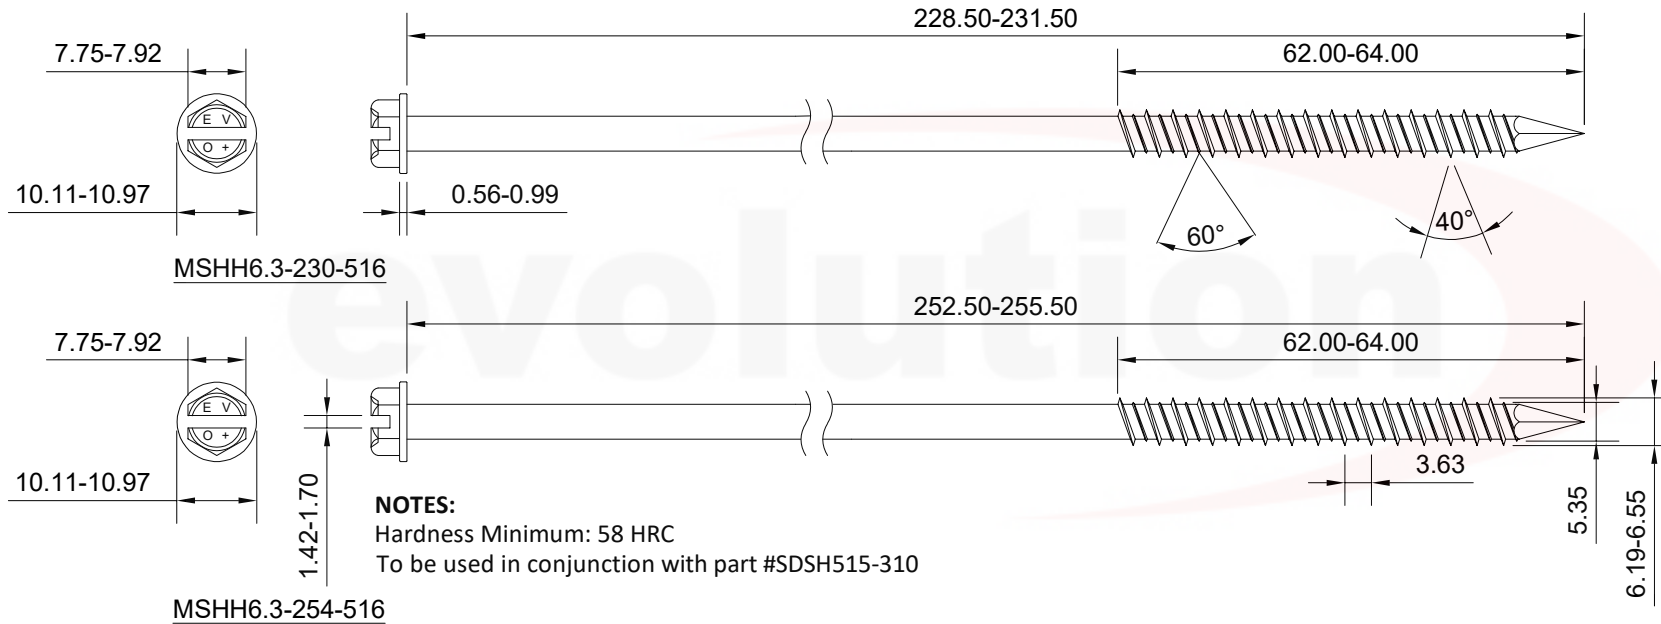 228.50-231.50
7.75-7.92
62.00-64.00
E V
O +
10.11-10.97
0.56-0.99
60°
40°
MSHH6.3-230-516
evolution
252.50-255.50
7.75-7.92
62.00-64.00
E V
O +
10.11-10.97
1.42-1.70
3.63
5.35
6.19-6.55
NOTES:
Hardness Minimum: 58 HRC
To be used in conjunction with part #SDSH515-310
MSHH6.3-254-516